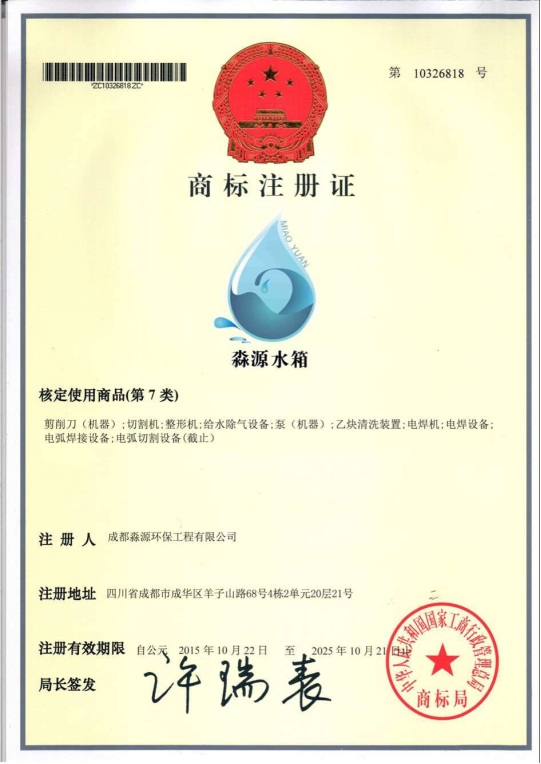 *ZC10326818ZC*
第 10326818 号
商标注册证
MIAO YUAN
淼源水箱
核定使用商品(第 7 类)
剪削刀（机器）;切割机;整形机;给水除气设备;泵（机器）;乙炔清洗装置;电焊机;电焊设备;
电弧焊接设备;电弧切割设备(截止)
注 册 人 成都淼源环保工程有限公司
注册地址 四川省成都市成华区羊子山路68号4栋2单元20层21号
注册有效期限 自公元 2015 年 10 月 22 日 至 2025 年 10 月 21 日止
局长签发 许瑞表
中华人民共和国国家工商行政管理总局
商标局